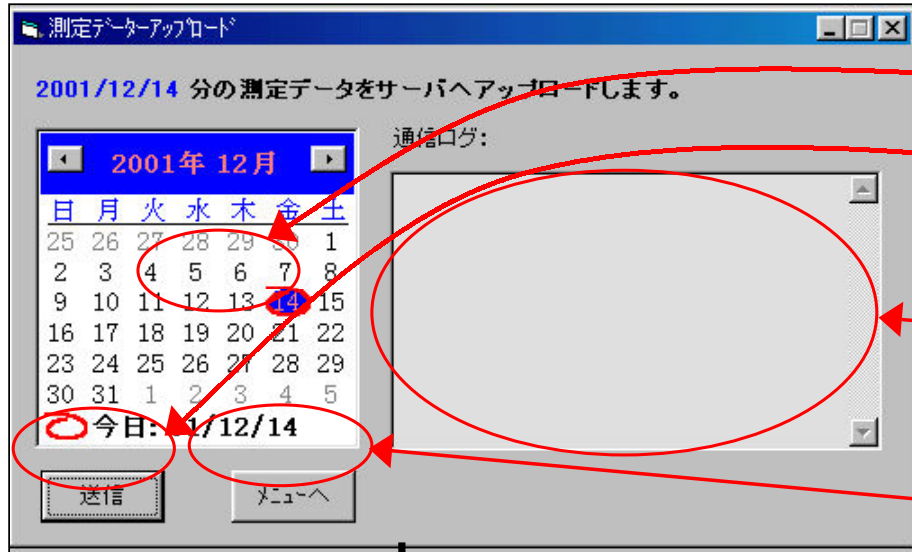 測定ﾃﾞｰﾀｰｱｯﾌﾟﾛｰﾄﾞ
2001/12/14 分の測定データをサーバへアップロードします。
通信ログ:
2001年 12月
日 月 火 水 木 金 土
25 26 27 28 29 30 1
2 3 4 5 6 7 8
9 10 11 12 13 14 15
16 17 18 19 20 21 22
23 24 25 26 27 28 29
30 31 1 2 3 4 5
今日: 01/12/14
送信
ﾒﾆｭｰへ